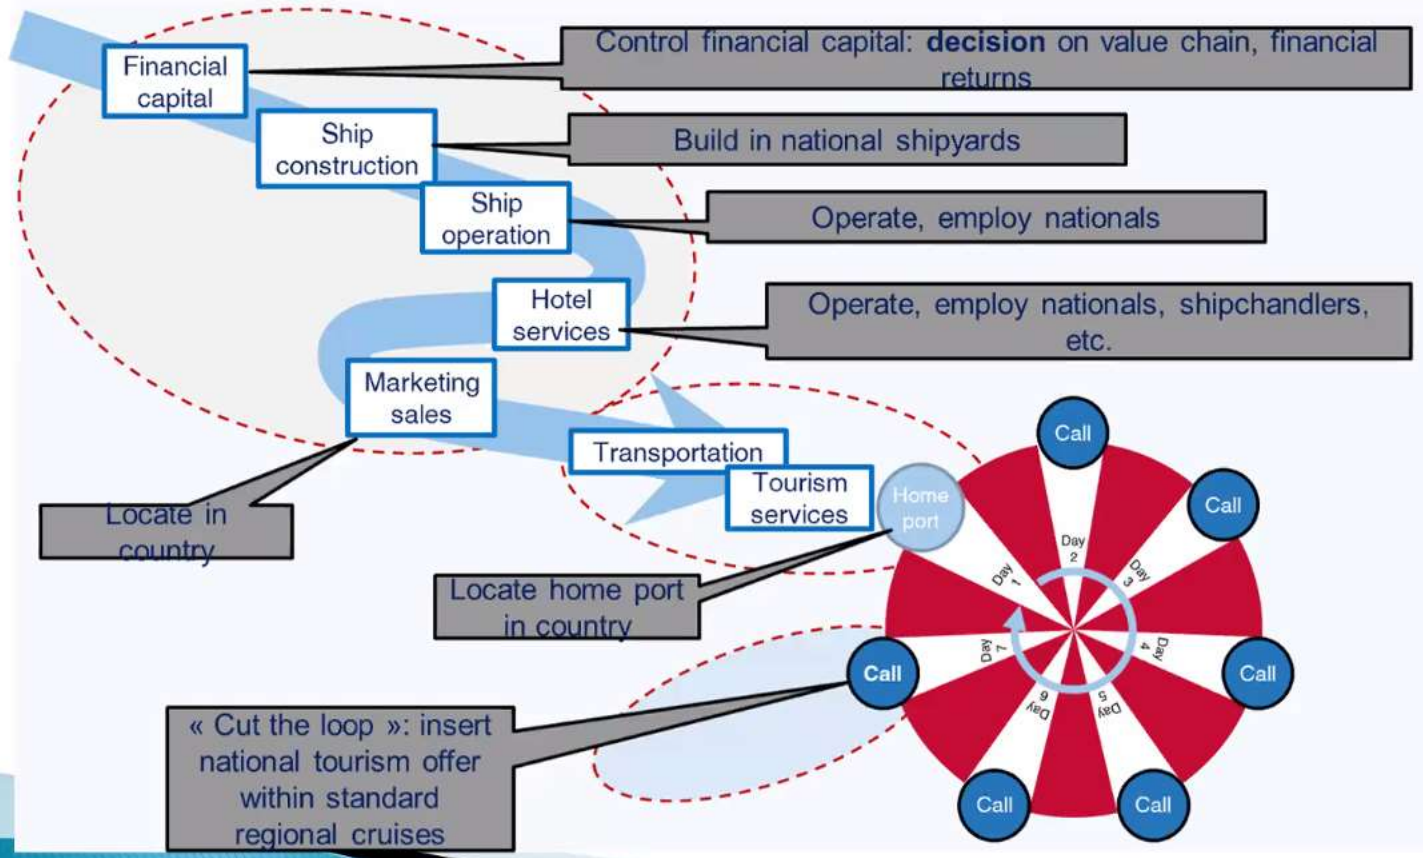 Financial
capital
Control financial capital: decision on value chain, financial
returns
Ship
construction
Build in national shipyards
Ship
operation
Operate, employ nationals
Hotel
services
Operate, employ nationals, shipchandlers,
etc.
Marketing
sales
Locate in
country
Transportation
Tourism
services
Home
port
Locate home port
in country
« Cut the loop »: insert
national tourism offer
within standard
regional cruises
Call
Call
Call
Call
Call
Call
Day
1
Day
2
Day
3
Day
4
Day
5
Day
6
Day
7